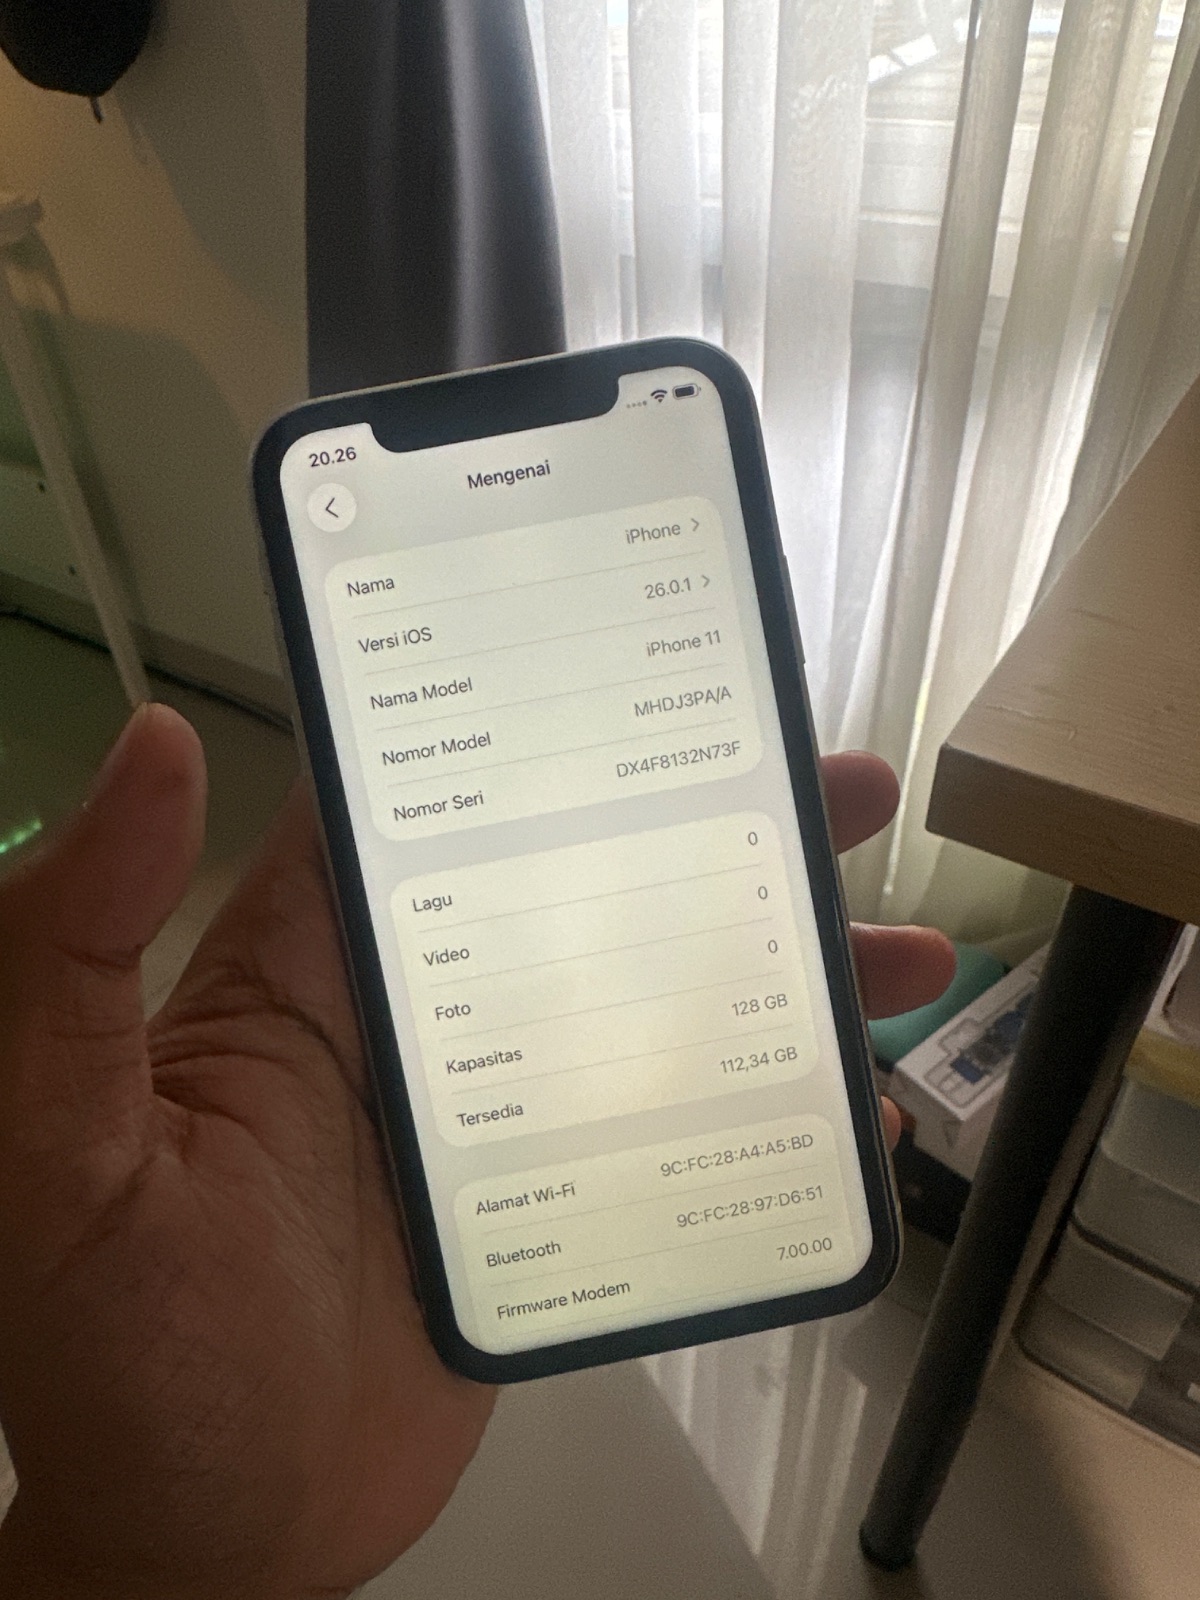 20.26
Mengenai
Nama iPhone
Versi iOS 26.0.1
Nama Model iPhone 11
Nomor Model MHDJ3PA/A
Nomor Seri DX4F8132N73F
Lagu 0
Video 0
Foto 0
Kapasitas 128 GB
Tersedia 112,34 GB
Alamat Wi-Fi 9C:FC:28:A4:A5:BD
Bluetooth 9C:FC:28:97:D6:51
Firmware Modem 7.00.00